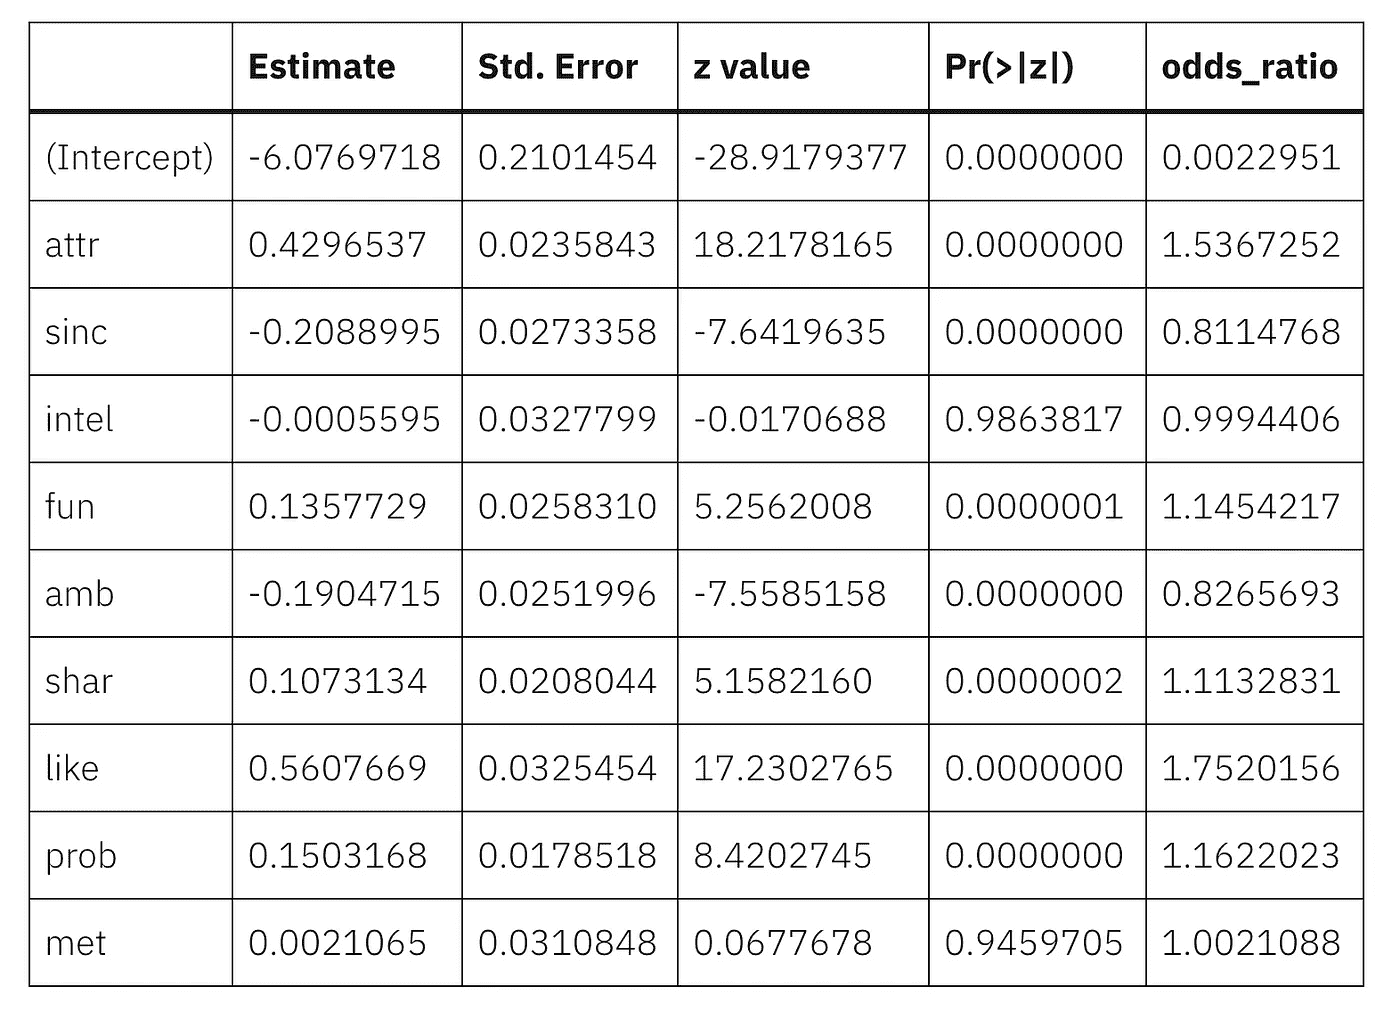 Estimate Std. Error z value Pr(>|z|) odds_ratio
(Intercept) -6.0769718 0.2101454 -28.9179377 0.0000000 0.0022951
attr 0.4296537 0.0235843 18.2178165 0.0000000 1.5367252
sinc -0.2088995 0.0273358 -7.6419635 0.0000000 0.8114768
intel -0.0005595 0.0327799 -0.0170688 0.9863817 0.9994406
fun 0.1357729 0.0258310 5.2562008 0.0000001 1.1454217
amb -0.1904715 0.0251996 -7.5585158 0.0000000 0.8265693
shar 0.1073134 0.0208044 5.1582160 0.0000002 1.1132831
like 0.5607669 0.0325454 17.2302765 0.0000000 1.7520156
prob 0.1503168 0.0178518 8.4202745 0.0000000 1.1622023
met 0.0021065 0.0310848 0.0677678 0.9459705 1.0021088